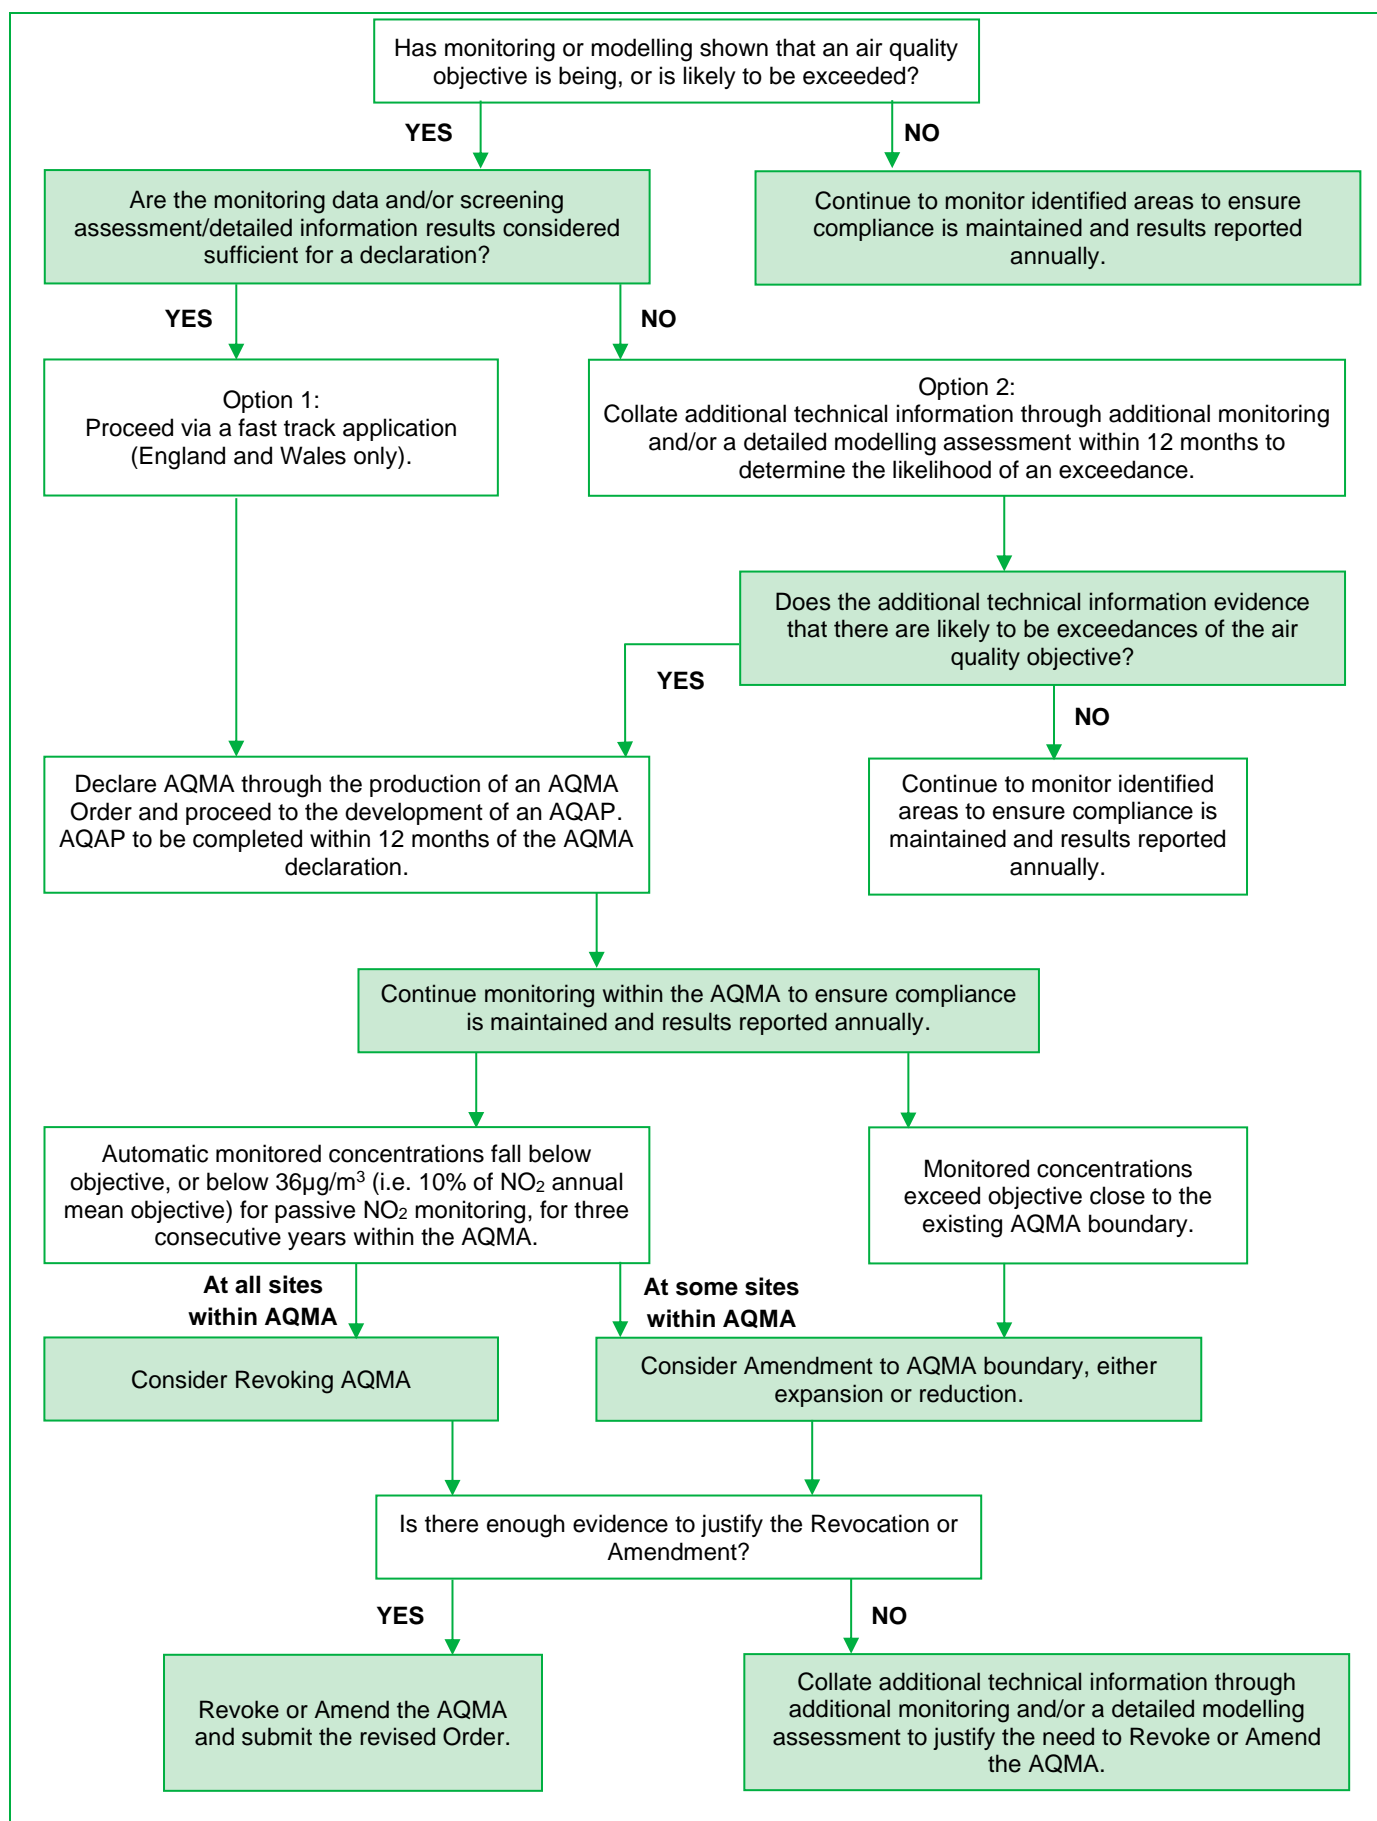 Has monitoring or modelling shown that an air quality
objective is being, or is likely to be exceeded?
YES
NO
Are the monitoring data and/or screening
assessment/detailed information results considered
sufficient for a declaration?
Continue to monitor identified areas to ensure
compliance is maintained and results reported
annually.
YES
NO
Option 1:
Proceed via a fast track application
(England and Wales only).
Option 2:
Collate additional technical information through additional monitoring
and/or a detailed modelling assessment within 12 months to
determine the likelihood of an exceedance.
Does the additional technical information evidence
that there are likely to be exceedances of the air
quality objective?
YES
NO
Declare AQMA through the production of an AQMA
Order and proceed to the development of an AQAP.
AQAP to be completed within 12 months of the AQMA
declaration.
Continue to monitor identified
areas to ensure compliance is
maintained and results reported
annually.
Continue monitoring within the AQMA to ensure compliance
is maintained and results reported annually.
Automatic monitored concentrations fall below
objective, or below 36µg/m³ (i.e. 10% of NO₂ annual
mean objective) for passive NO₂ monitoring, for three
consecutive years within the AQMA.
Monitored concentrations
exceed objective close to the
existing AQMA boundary.
At all sites
within AQMA
At some sites
within AQMA
Consider Revoking AQMA
Consider Amendment to AQMA boundary, either
expansion or reduction.
Is there enough evidence to justify the Revocation or
Amendment?
YES
NO
Revoke or Amend the AQMA
and submit the revised Order.
Collate additional technical information through
additional monitoring and/or a detailed modelling
assessment to justify the need to Revoke or Amend
the AQMA.